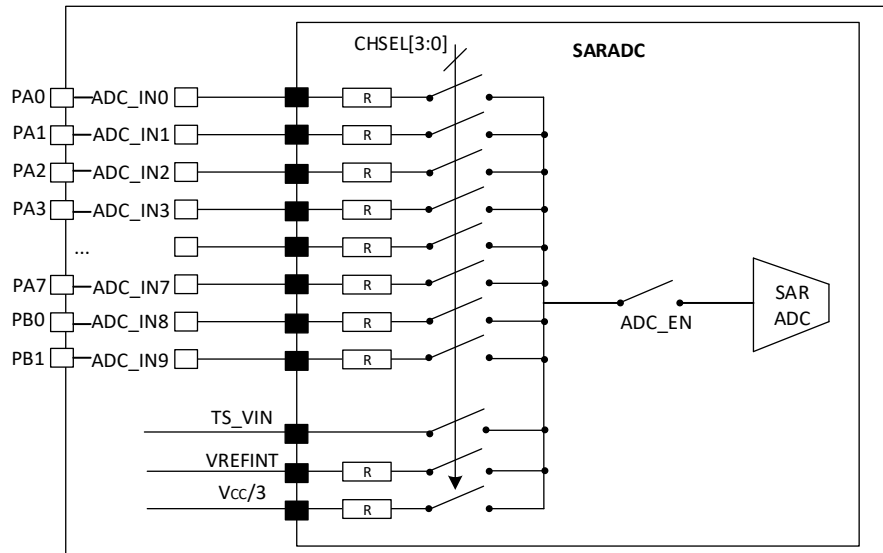 CHSEL[3:0]
SARADC
PA0 ADC_IN0 R
PA1 ADC_IN1 R
PA2 ADC_IN2 R
PA3 ADC_IN3 R
... R
PA7 ADC_IN7 R
PB0 ADC_IN8 R
PB1 ADC_IN9 R
SAR
ADC
ADC_EN
TS_VIN
VREFINT R
Vcc/3 R